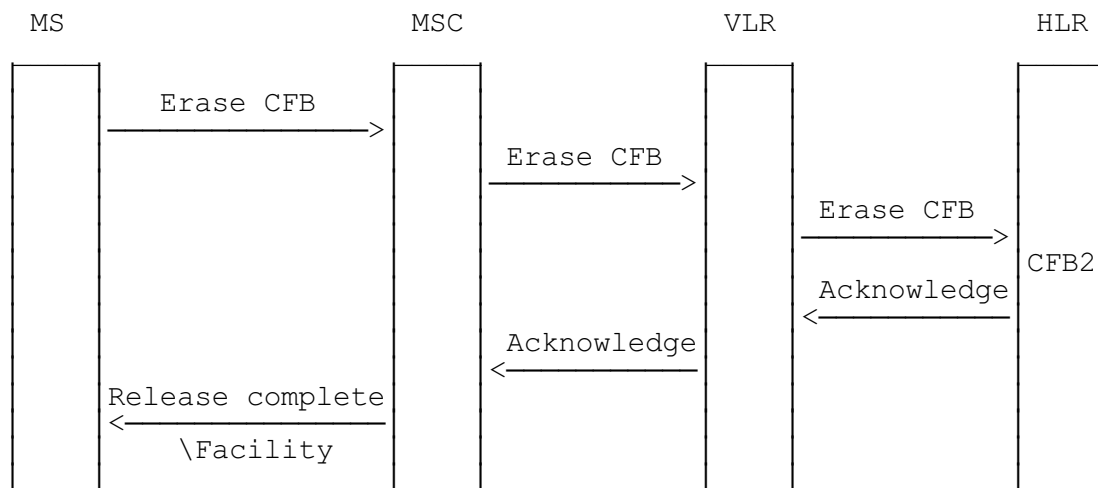 MS MSC VLR HLR
Erase CFB
Erase CFB
Erase CFB
CFB2
Acknowledge
Acknowledge
Release complete
\Facility